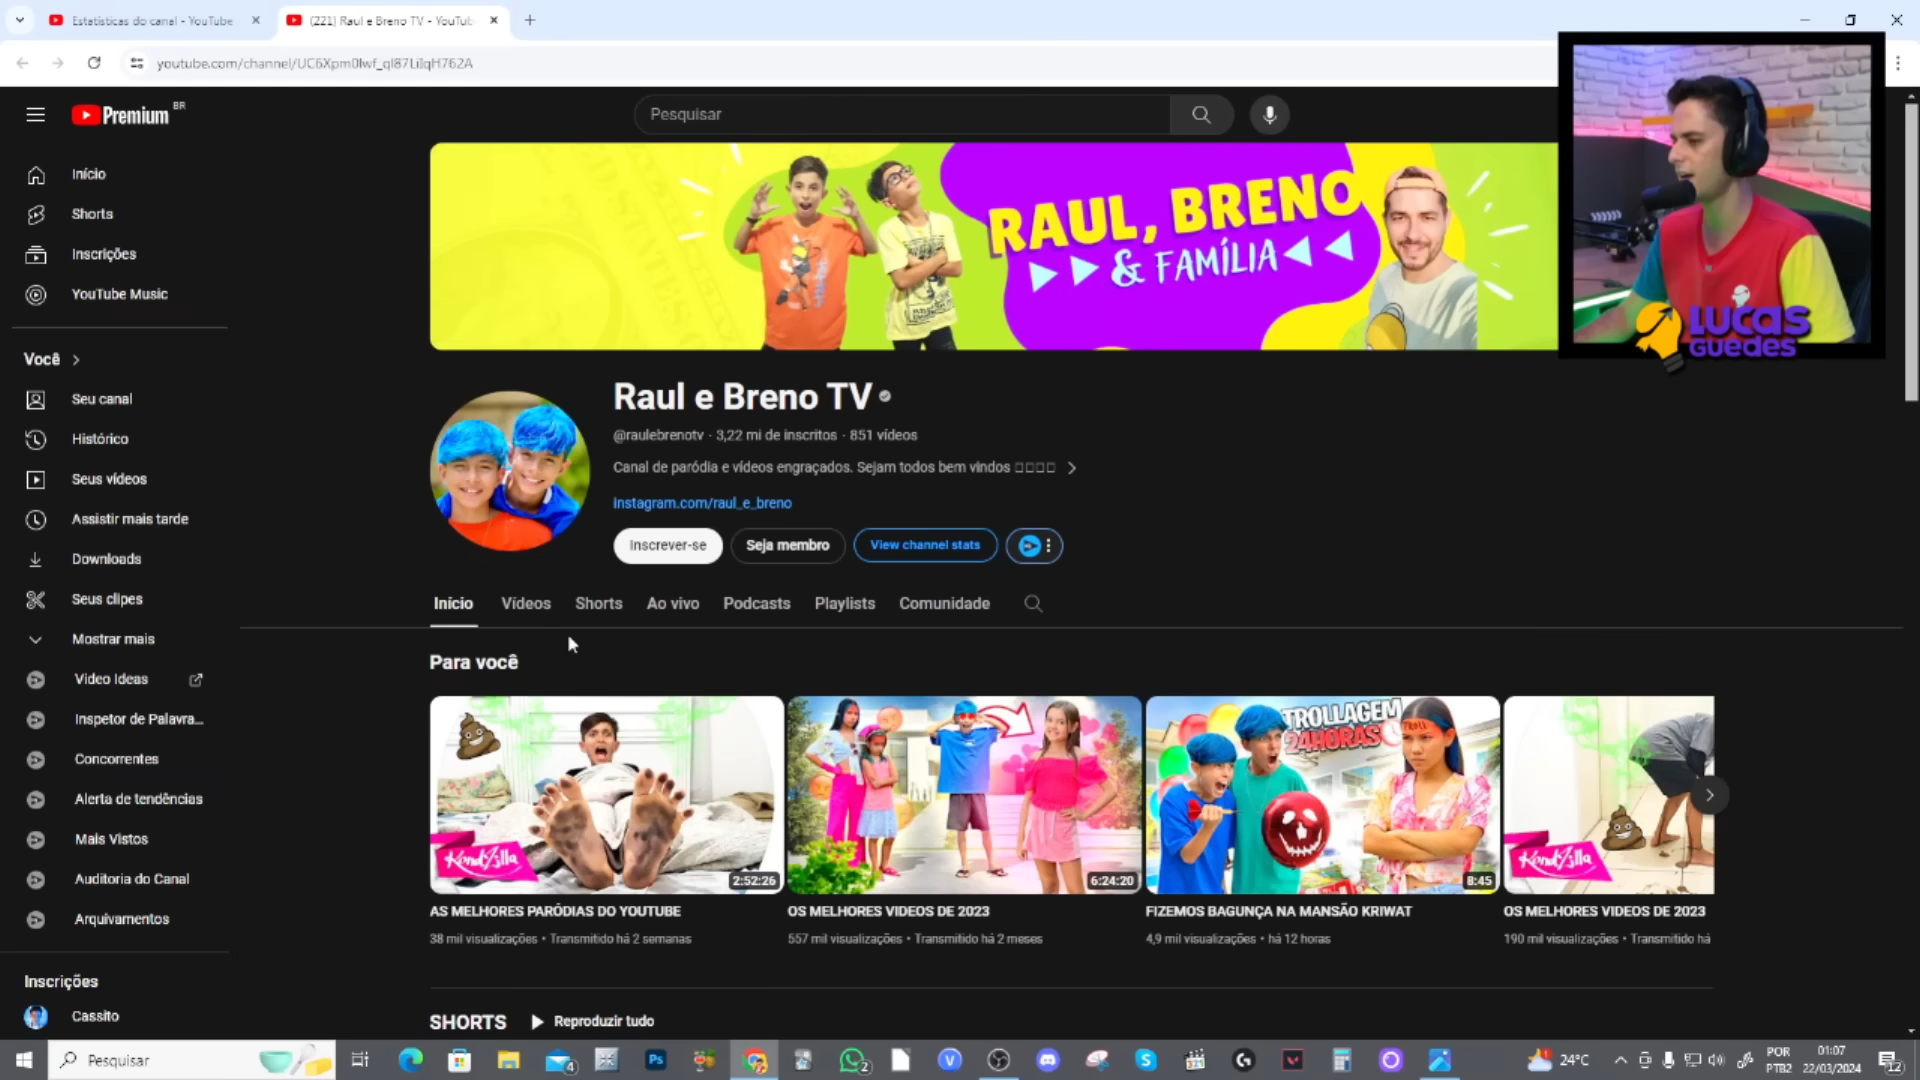 Estatísticas do canal - YouTube
(221) Raul e Breno TV - YouTub
youtube.com/channel/UC6Xpm0lwf_ql87LiIqH762A
Premium BR
Pesquisar
Início
Shorts
Inscrições
YouTube Music
Você
Seu canal
Histórico
Seus vídeos
Assistir mais tarde
Downloads
Seus clipes
Mostrar mais
Video Ideas
Inspetor de Palavra...
Concorrentes
Alerta de tendências
Mais Vistos
Auditoria do Canal
Arquivamentos
Inscrições
Cassito
RAUL, BRENO
& FAMÍLIA
LUCAS
GUEDES
Raul e Breno TV
@raulebrenotv · 3,22 mi de inscritos · 851 vídeos
Canal de paródia e vídeos engraçados. Sejam todos bem vindos
instagram.com/raul_e_breno
Inscrever-se
Seja membro
View channel stats
Início
Vídeos
Shorts
Ao vivo
Podcasts
Playlists
Comunidade
Para você
KondZilla
2:52:26
6:24:20
TROLLAGEM
24HORAS
TROLL
8:45
KondZilla
AS MELHORES PARÓDIAS DO YOUTUBE
38 mil visualizações • Transmitido há 2 semanas
OS MELHORES VIDEOS DE 2023
557 mil visualizações • Transmitido há 2 meses
FIZEMOS BAGUNÇA NA MANSÃO KRIWAT
4,9 mil visualizações • há 12 horas
OS MELHORES VIDEOS DE 2023
190 mil visualizações • Transmitido há
SHORTS
Reproduzir tudo
Pesquisar
4
Ps
2
24°C
POR
PTB2
01:07
22/03/2024
12